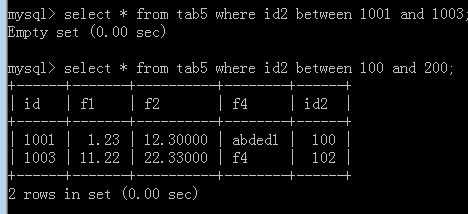 mysql> select * from tab5 where id2 between 1001 and 1003;
Empty set (0.00 sec)
mysql> select * from tab5 where id2 between 100 and 200;
+------+-------+----------+--------+------+
| id | f1 | f2 | f4 | id2 |
+------+-------+----------+--------+------+
| 1001 | 1.23 | 12.30000 | abded1 | 100 |
| 1003 | 11.22 | 22.33000 | f4 | 102 |
+------+-------+----------+--------+------+
2 rows in set (0.00 sec)